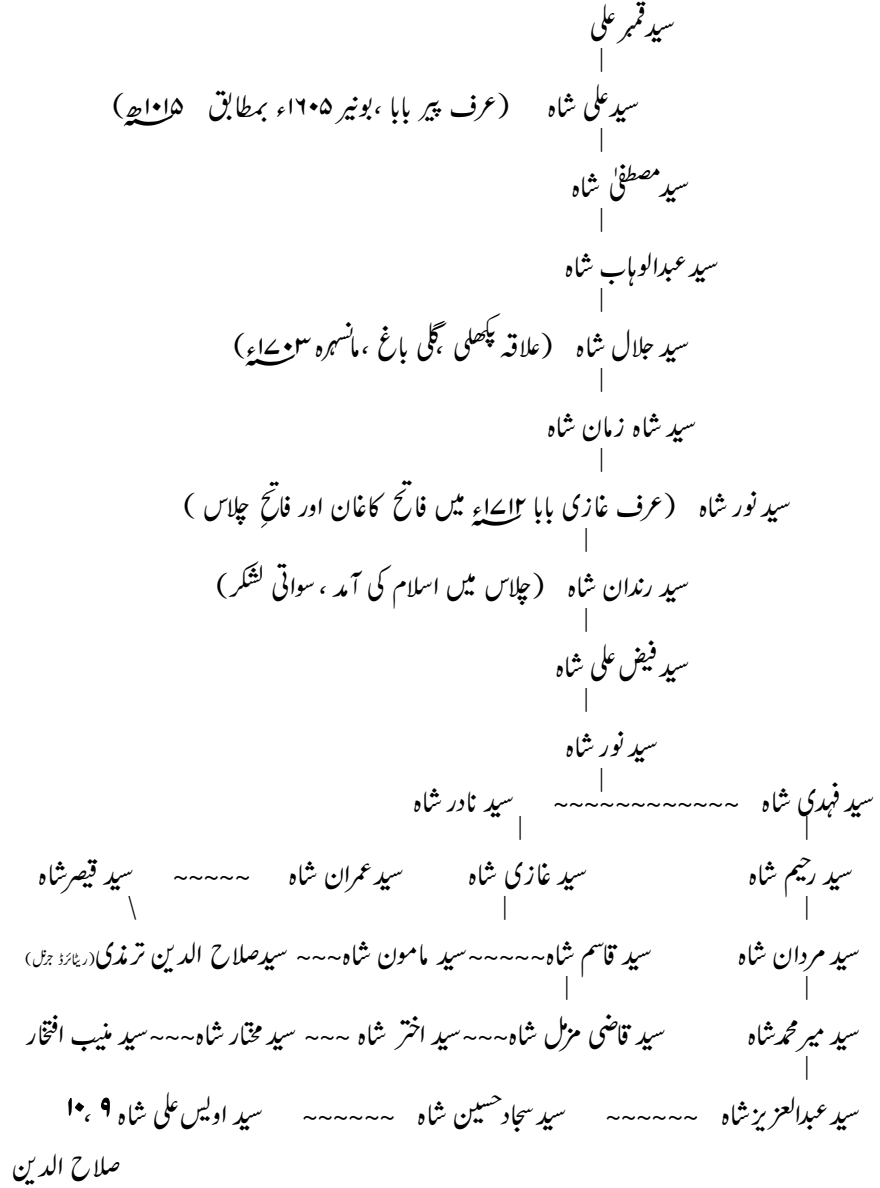 سید قمبر علی
سید علی شاہ (عرف پیر بابا ،بونیر ۱۶۰۵ء بمطابق ۱۰۱۵ھ)
سید مصطفیٰ شاہ
سید عبدالوہاب شاہ
سید جلال شاہ (علاقہ پکھلی ،گلی باغ ،مانسہرہ ۱۷۰۳ء)
سید شاہ زمان شاہ
سید نور شاہ (عرف غازی بابا ۱۷۱۲ء میں فاتح کاغان اور فاتحِ چلاس )
سید رندان شاہ (چلاس میں اسلام کی آمد ، سواتی لشکر)
سید فیض علی شاہ
سید نور شاہ
سید فہدی شاہ ~~~~~~~~~~~~ سید نادر شاہ
سید رحیم شاہ سید غازی شاہ سید عمران شاہ ~~~~~ سید قیصرشاہ
سید مردان شاہ سید قاسم شاہ~~~~~سید مامون شاہ~~~ سیدصلاح الدین ترمذی(ریٹائرڈ جرنل)
سید میر محمدشاہ سید قاضی مزمل شاہ~~~سید اختر شاہ ~~~ سید مختار شاہ~~~سید منیب افتخار
سید عبدالعزیزشاہ ~~~~~~ سید سجادحسین شاہ ~~~~~~ سید اویس علی شاہ ۹ ،۱۰
صلاح الدین